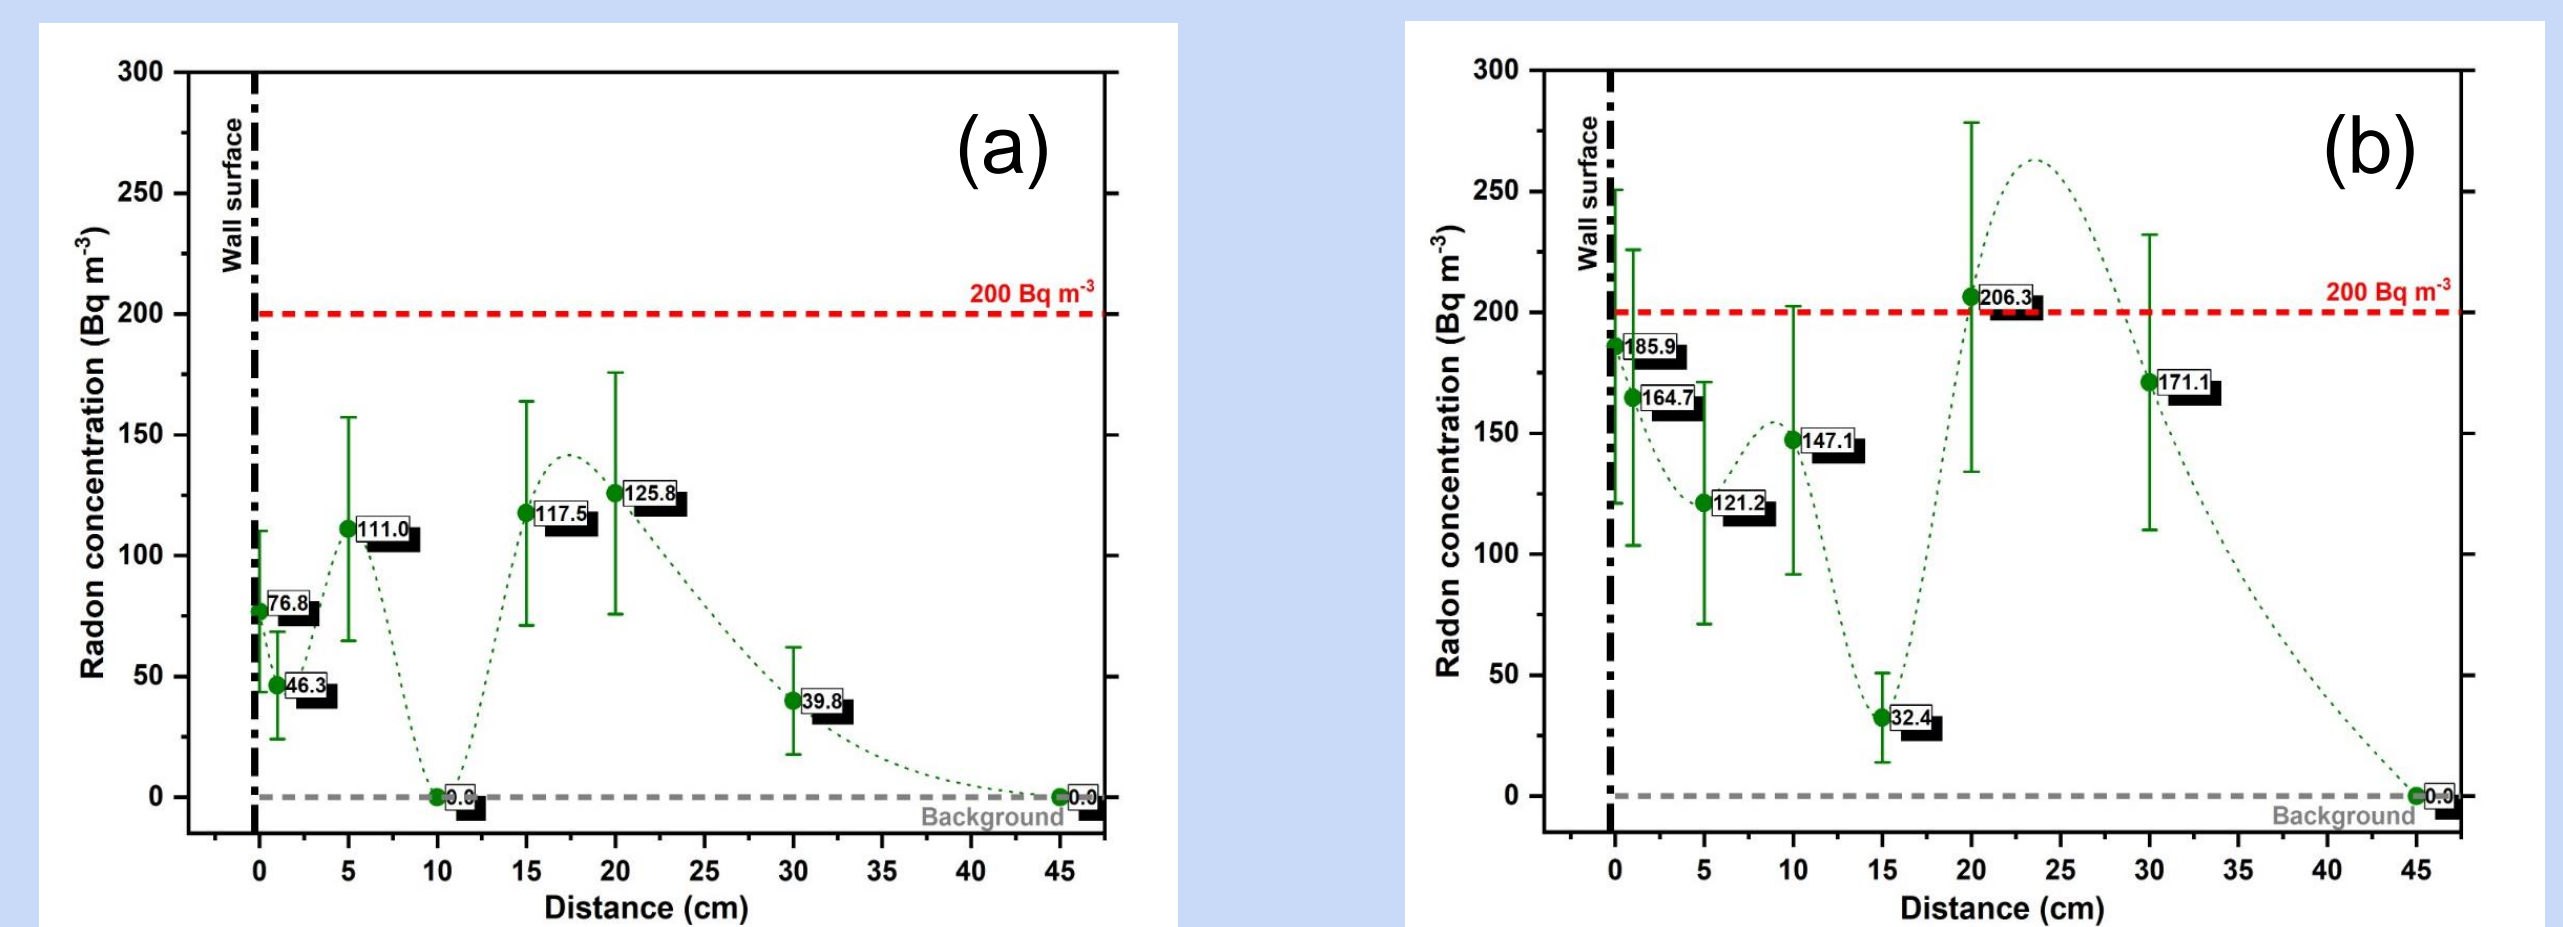 (a)
300
250
200
150
100
50
0
Radon concentration (Bq m⁻³)
Wall surface
200 Bq m⁻³
76.8
46.3
111.0
0.0
117.5
125.8
39.8
0.0
Background
0 5 10 15 20 25 30 35 40 45
Distance (cm)
(b)
300
250
200
150
100
50
0
Radon concentration (Bq m⁻³)
Wall surface
200 Bq m⁻³
185.9
164.7
121.2
147.1
32.4
206.3
171.1
0.0
Background
0 5 10 15 20 25 30 35 40 45
Distance (cm)